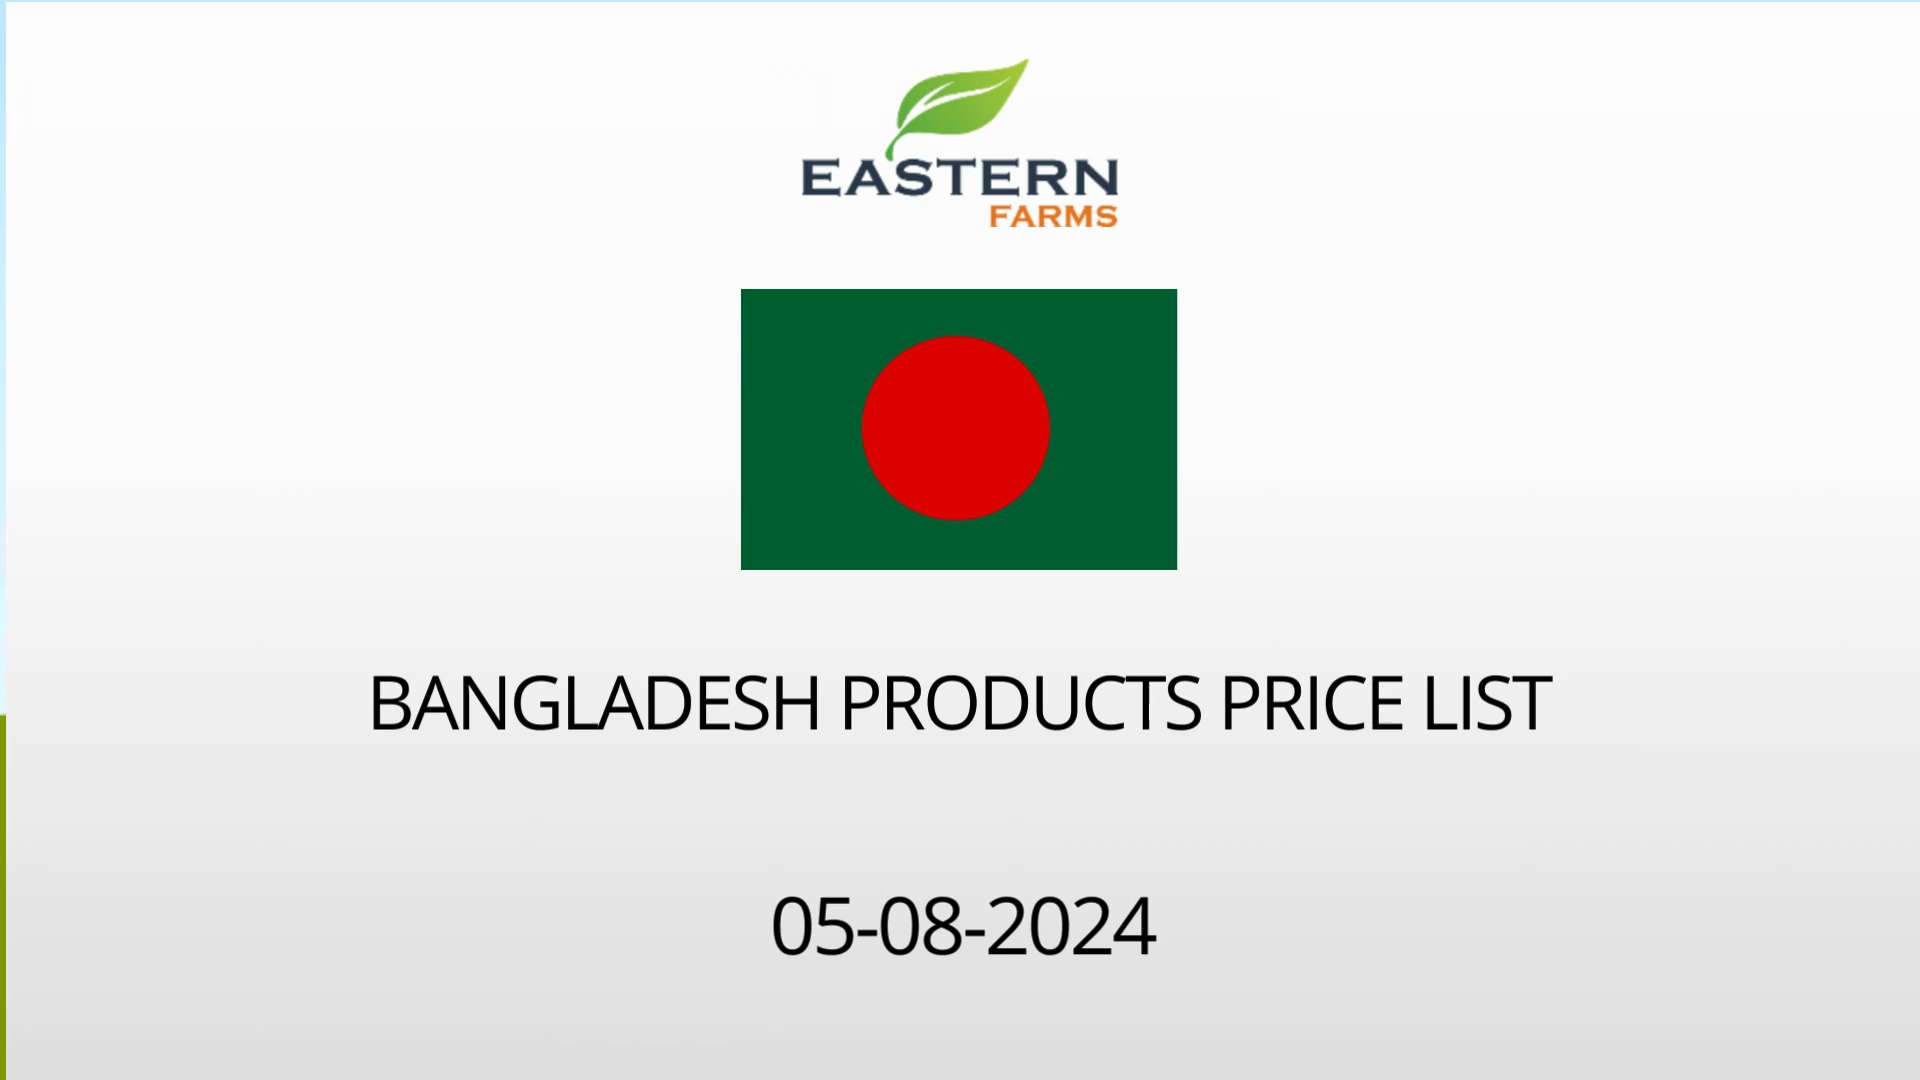 EASTERN
FARMS
BANGLADESH PRODUCTS PRICE LIST
05-08-2024